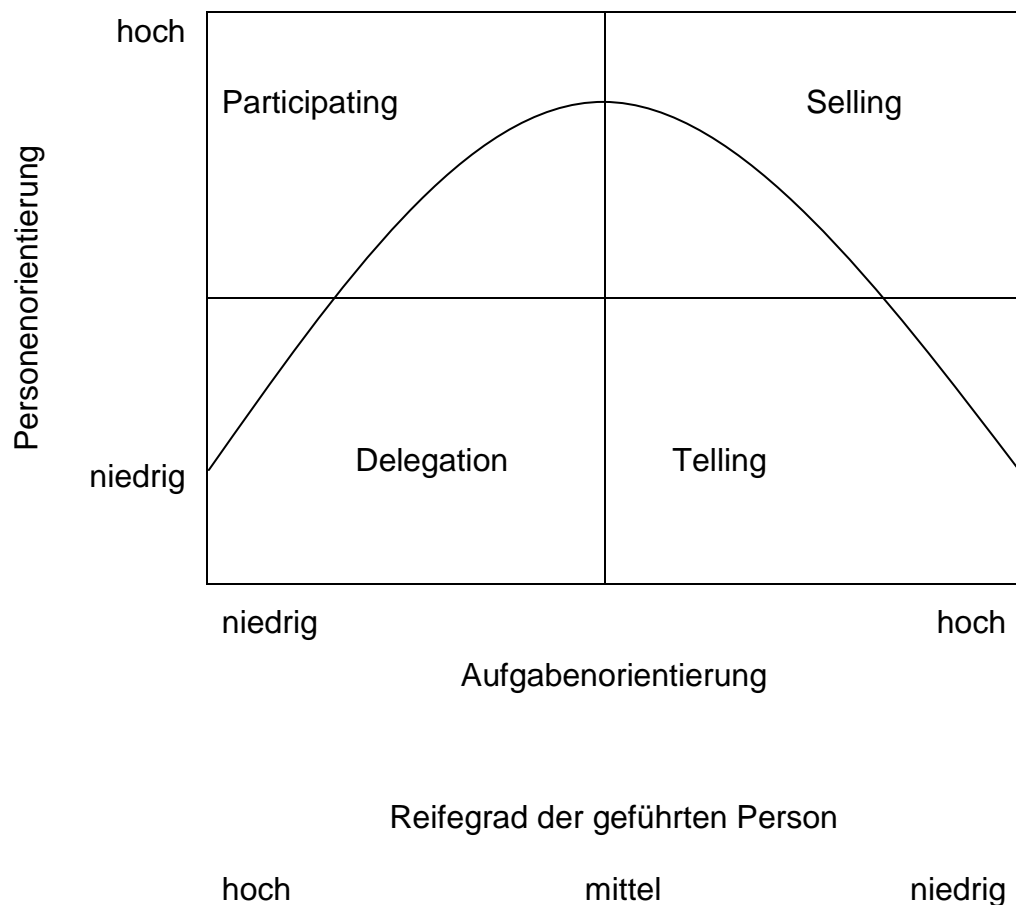 hoch
Participating
Selling
Personenorientierung
niedrig
Delegation
Telling
niedrig
hoch
Aufgabenorientierung
Reifegrad der geführten Person
hoch
mittel
niedrig